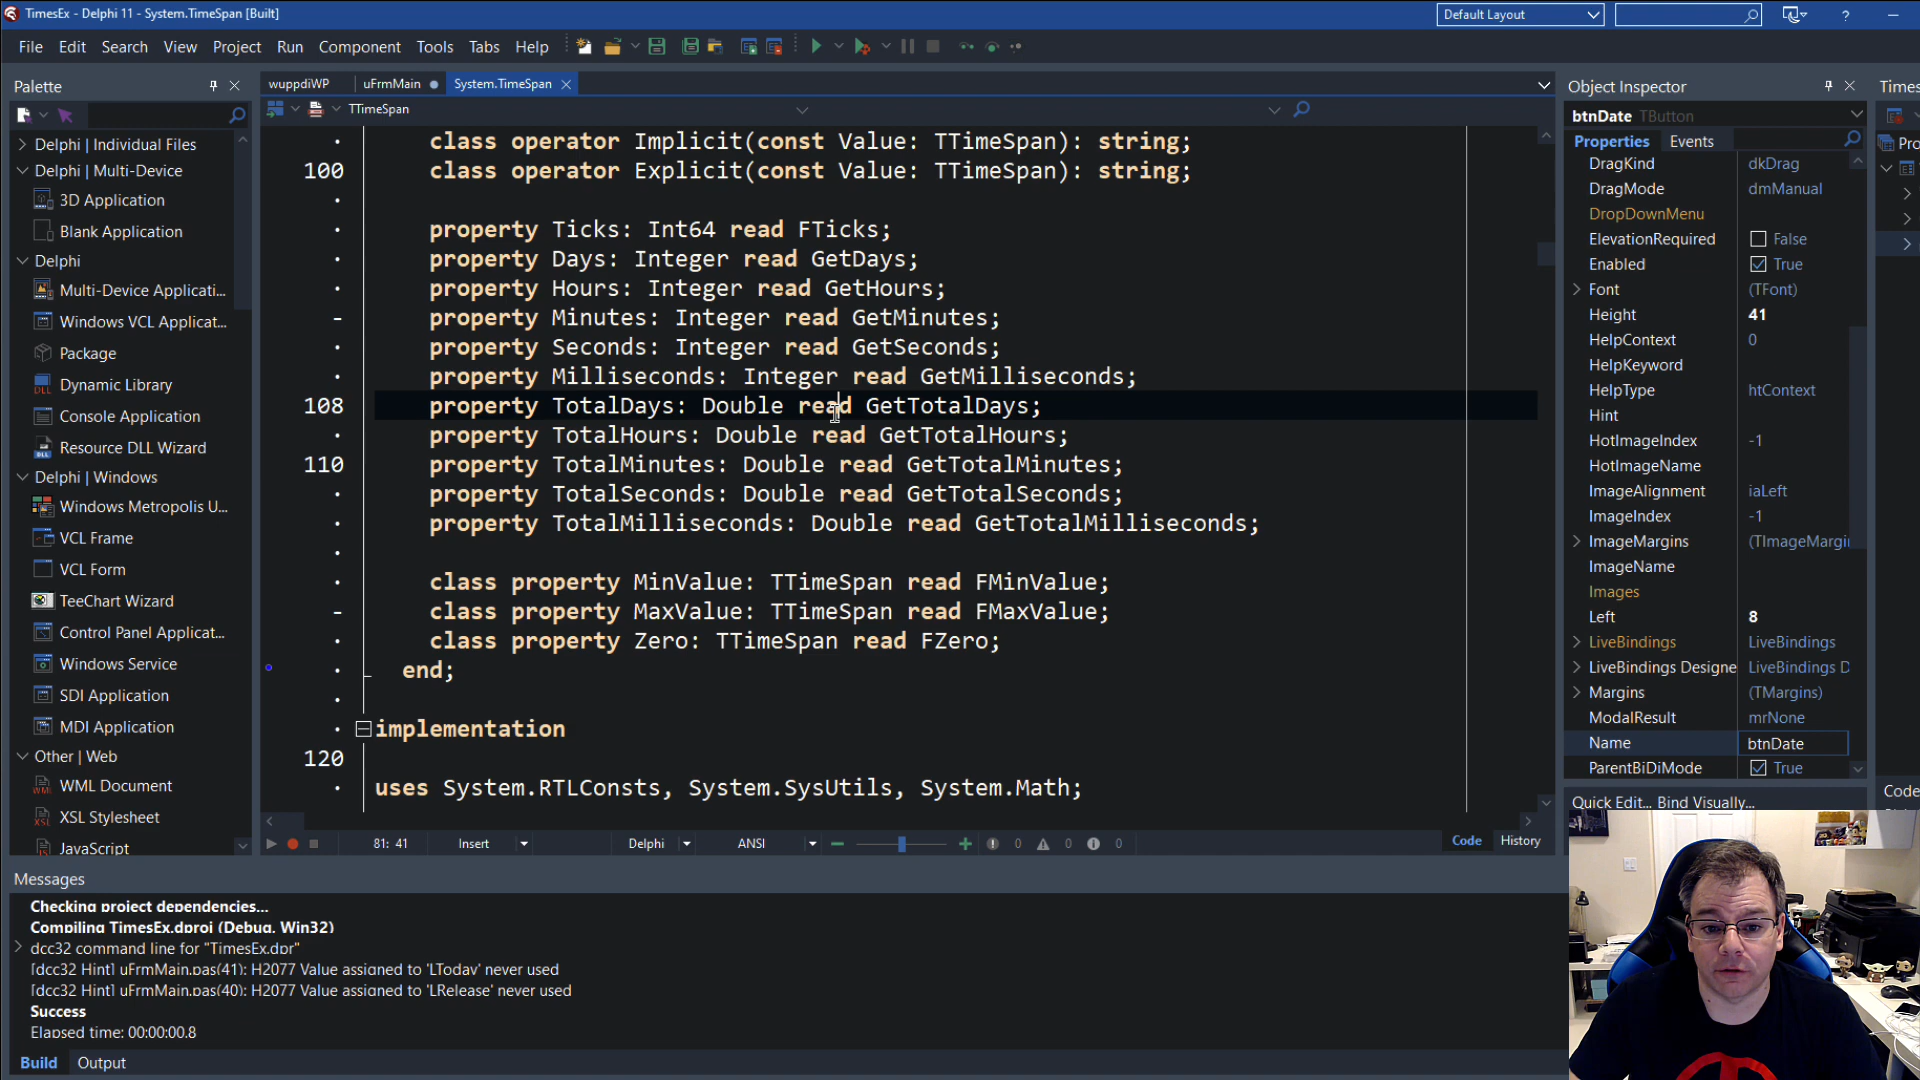 TimesEx - Delphi 11 - System.TimeSpan [Built]
Default Layout
?
File Edit Search View Project Run Component Tools Tabs Help
Palette
wuppdiWP uFrmMain System.TimeSpan
Object Inspector
Times
TTimeSpan
btnDate TButton
Properties Events
Pro
Delphi | Individual Files
Delphi | Multi-Device
3D Application
Blank Application
Delphi
Multi-Device Applicati...
Windows VCL Applicat...
Package
Dynamic Library
Console Application
Resource DLL Wizard
Delphi | Windows
Windows Metropolis U...
VCL Frame
VCL Form
TeeChart Wizard
Control Panel Applicat...
Windows Service
SDI Application
MDI Application
Other | Web
WML Document
XSL Stylesheet
JavaScript
class operator Implicit(const Value: TTimeSpan): string;
100 class operator Explicit(const Value: TTimeSpan): string;
property Ticks: Int64 read FTicks;
property Days: Integer read GetDays;
property Hours: Integer read GetHours;
property Minutes: Integer read GetMinutes;
property Seconds: Integer read GetSeconds;
property Milliseconds: Integer read GetMilliseconds;
108 property TotalDays: Double read GetTotalDays;
property TotalHours: Double read GetTotalHours;
110 property TotalMinutes: Double read GetTotalMinutes;
property TotalSeconds: Double read GetTotalSeconds;
property TotalMilliseconds: Double read GetTotalMilliseconds;
class property MinValue: TTimeSpan read FMinValue;
class property MaxValue: TTimeSpan read FMaxValue;
class property Zero: TTimeSpan read FZero;
end;
implementation
120
uses System.RTLConsts, System.SysUtils, System.Math;
DragKind dkDrag
DragMode dmManual
DropDownMenu
ElevationRequired False
Enabled True
Font (TFont)
Height 41
HelpContext 0
HelpKeyword
HelpType htContext
Hint
HotImageIndex -1
HotImageName
ImageAlignment iaLeft
ImageIndex -1
ImageMargins (TImageMargi
ImageName
Images
Left 8
LiveBindings LiveBindings
LiveBindings Designe LiveBindings D
Margins (TMargins)
ModalResult mrNone
Name btnDate
ParentBiDiMode True
Quick Edit... Bind Visually...
Code
81: 41 Insert Delphi ANSI 0 0 0 Code History
Messages
Checking project dependencies...
Compiling TimesEx.dproj (Debug, Win32)
dcc32 command line for "TimesEx.dpr"
[dcc32 Hint] uFrmMain.pas(41): H2077 Value assigned to 'LToday' never used
[dcc32 Hint] uFrmMain.pas(40): H2077 Value assigned to 'LRelease' never used
Success
Elapsed time: 00:00:00.8
Build Output